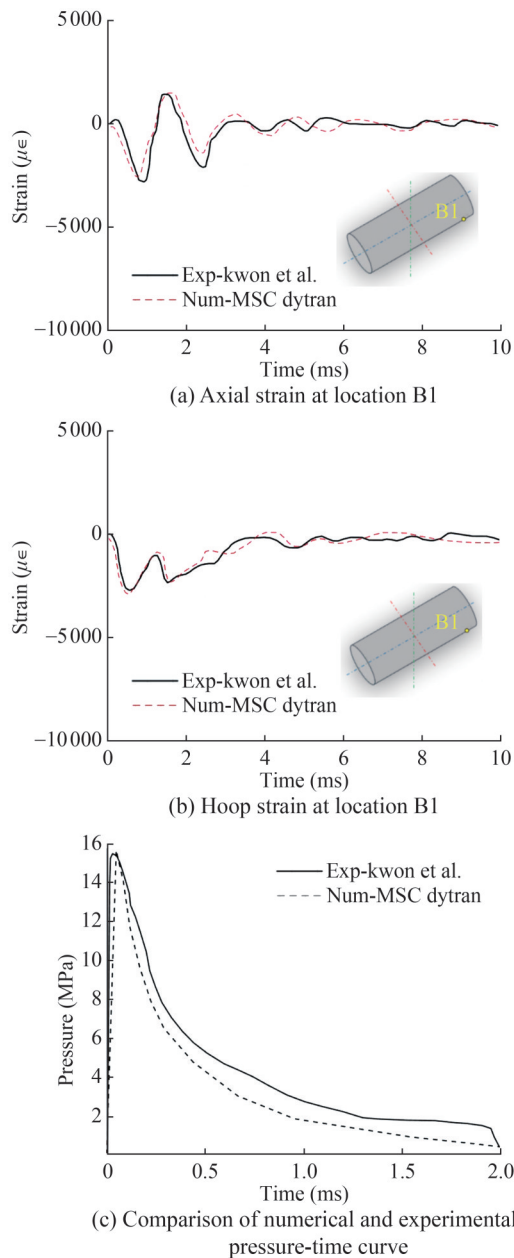 5000
0
−5000
−10 000
Strain (με)
B1
Exp-kwon et al.
Num-MSC dytran
0 2 4 6 8 10
Time (ms)
(a) Axial strain at location B1
5000
0
−5000
−10 000
Strain (με)
B1
Exp-kwon et al.
Num-MSC dytran
0 2 4 6 8 10
Time (ms)
(b) Hoop strain at location B1
16
14
12
10
8
6
4
2
Pressure (MPa)
Exp-kwon et al.
Num-MSC dytran
0 0.5 1.0 1.5 2.0
Time (ms)
(c) Comparison of numerical and experimental
pressure-time curve